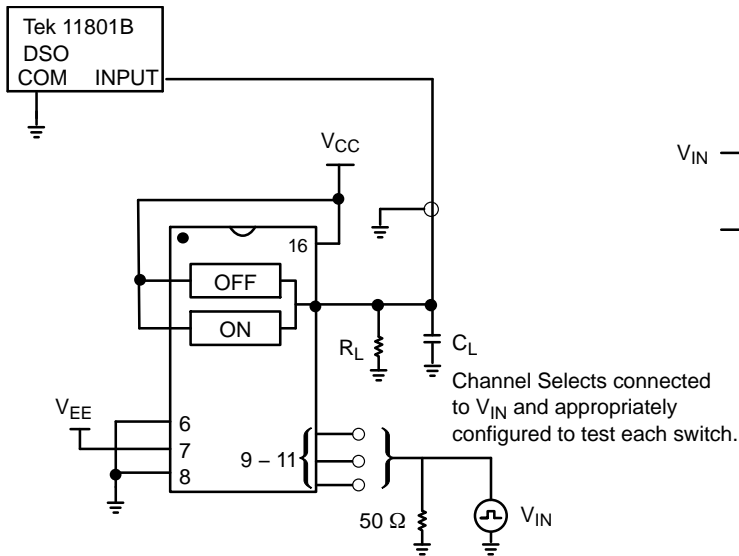 Tek 11801B
DSO
COM INPUT
V_CC
V_IN
16
OFF
ON
R_L
C_L
Channel Selects connected
to V_IN and appropriately
configured to test each switch.
V_EE
6
7
8
9 – 11
50 Ω
V_IN